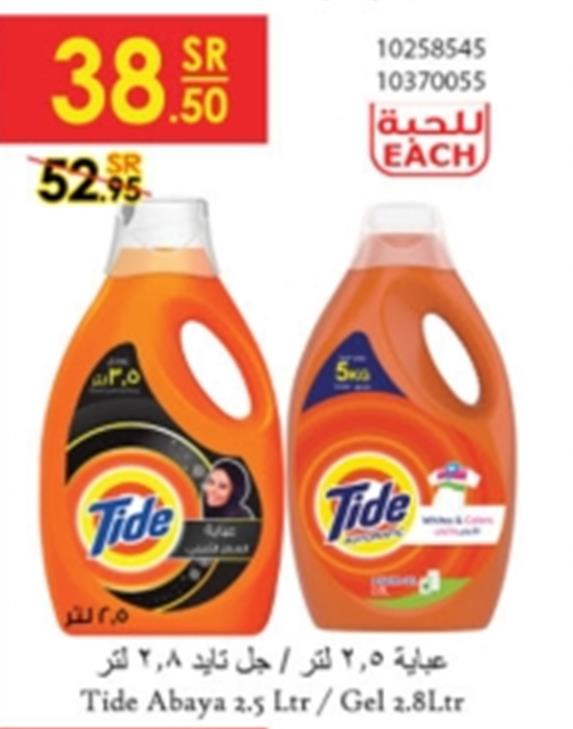 38.50 SR
10258545
10370055
للحبة
EACH
52.95 SR
٣,٥ لتر
5KG
Tide
عباية
٢,٥ لتر
Tide
AUTOMATIC
Whites & Colors
عباية ٢,٥ لتر / جل تايد ٢,٨ لتر
Tide Abaya 2.5 Ltr / Gel 2.8Ltr